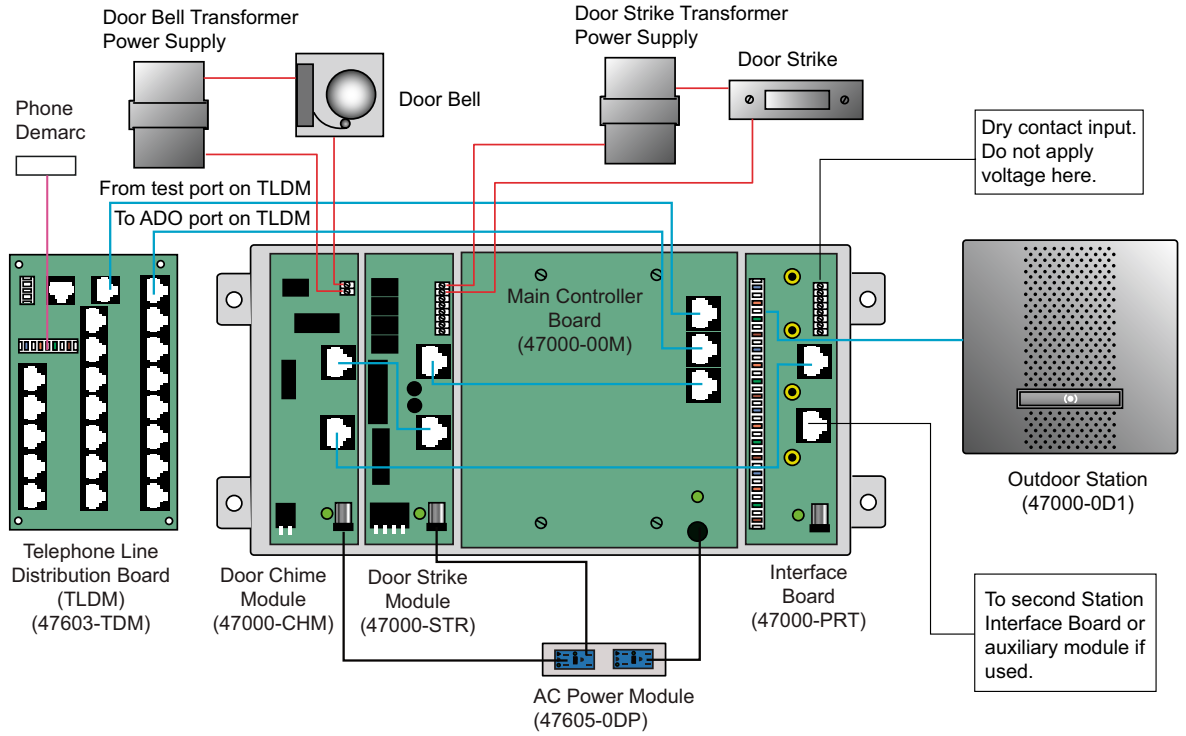 Door Bell Transformer
Power Supply
Door Strike Transformer
Power Supply
Door Strike
Door Bell
Phone
Demarc
Dry contact input.
Do not apply
voltage here.
From test port on TLDM
To ADO port on TLDM
Main Controller
Board
(47000-00M)
Outdoor Station
(47000-0D1)
Telephone Line
Distribution Board
(TLDM)
(47603-TDM)
Door Chime
Module
(47000-CHM)
Door Strike
Module
(47000-STR)
Interface
Board
(47000-PRT)
To second Station
Interface Board or
auxiliary module if
used.
AC Power Module
(47605-0DP)